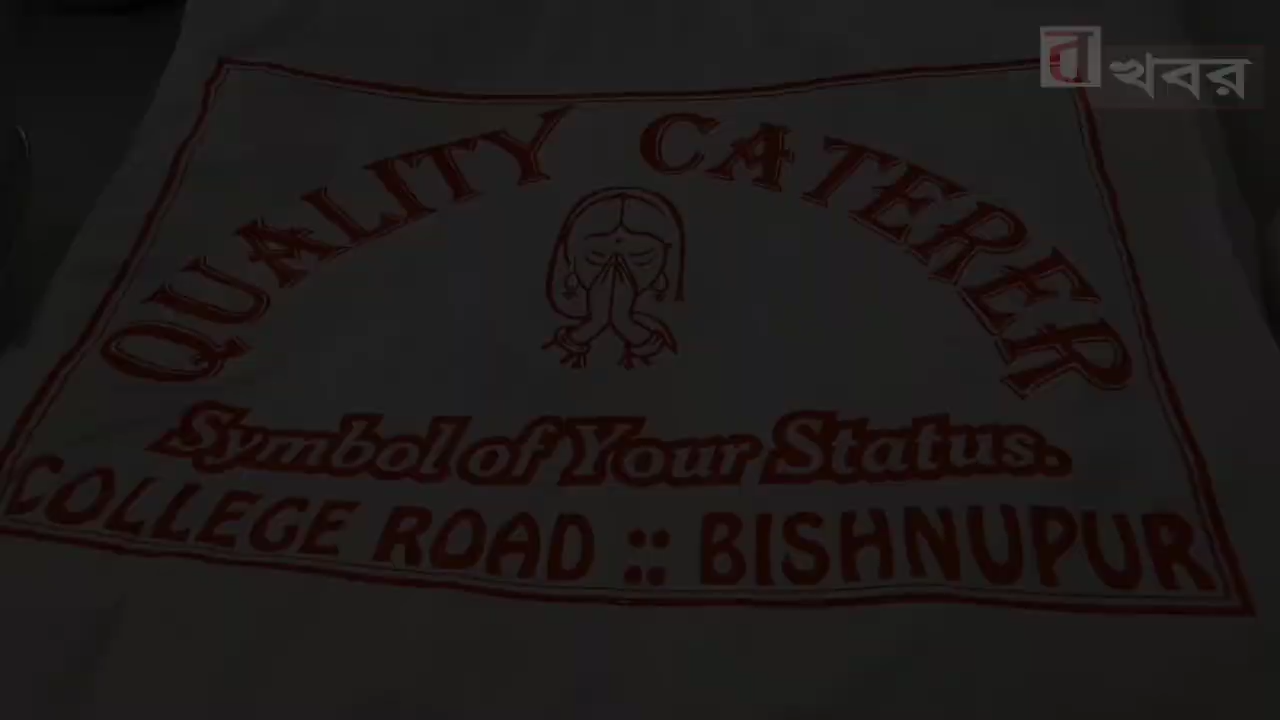 বা খবর
QUALITY CATERER
Symbol of Your Status.
COLLEGE ROAD :: BISHNUPUR